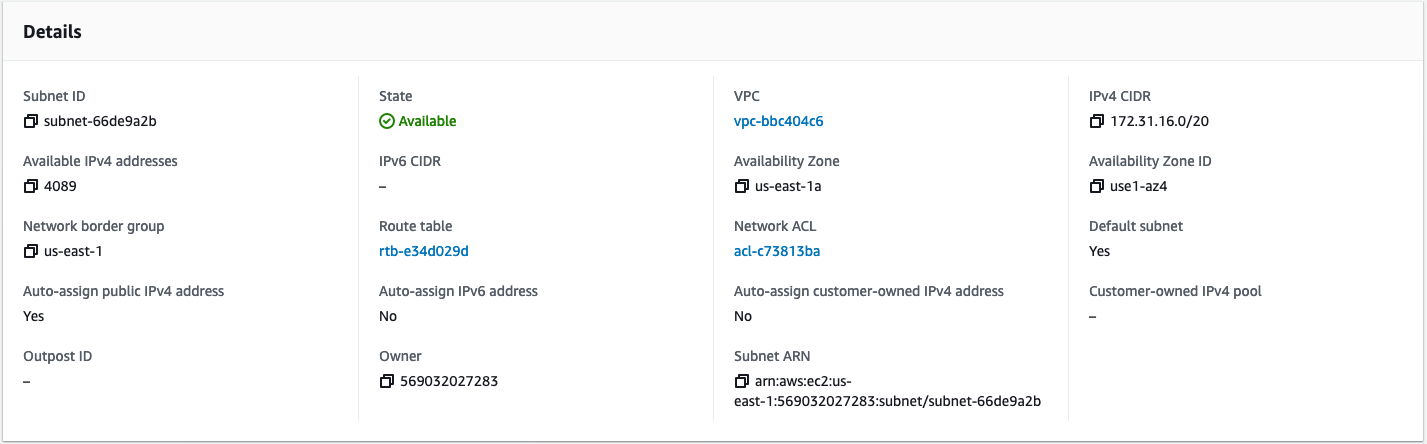 Details
Subnet ID
subnet-66de9a2b
State
Available
VPC
vpc-bbc404c6
IPv4 CIDR
172.31.16.0/20
Available IPv4 addresses
4089
IPv6 CIDR
–
Availability Zone
us-east-1a
Availability Zone ID
use1-az4
Network border group
us-east-1
Route table
rtb-e34d029d
Network ACL
acl-c73813ba
Default subnet
Yes
Auto-assign public IPv4 address
Yes
Auto-assign IPv6 address
No
Auto-assign customer-owned IPv4 address
No
Customer-owned IPv4 pool
–
Outpost ID
–
Owner
569032027283
Subnet ARN
arn:aws:ec2:us-
east-1:569032027283:subnet/subnet-66de9a2b